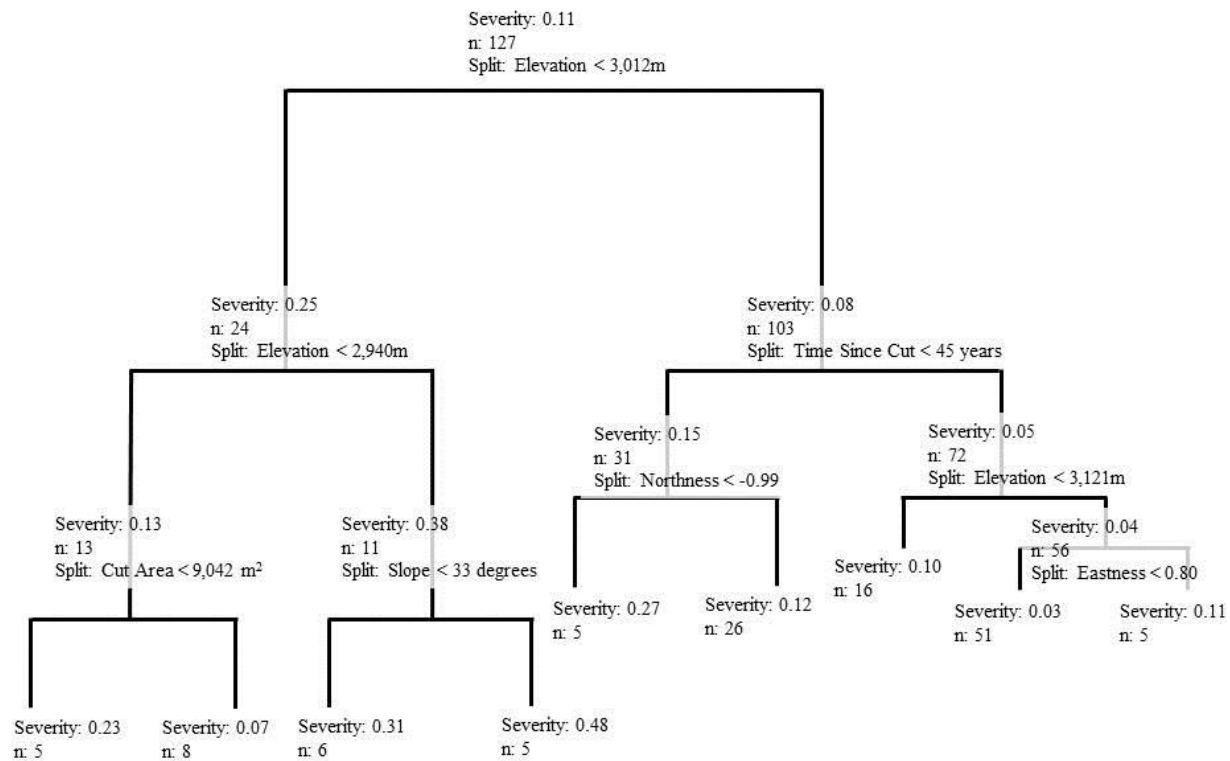 Severity: 0.11
n: 127
Split: Elevation < 3,012m
Severity: 0.25
n: 24
Split: Elevation < 2,940m
Severity: 0.08
n: 103
Split: Time Since Cut < 45 years
Severity: 0.15
n: 31
Split: Northness < -0.99
Severity: 0.05
n: 72
Split: Elevation < 3,121m
Severity: 0.13
n: 13
Split: Cut Area < 9,042 m²
Severity: 0.38
n: 11
Split: Slope < 33 degrees
Severity: 0.27
n: 5
Severity: 0.12
n: 26
Severity: 0.10
n: 16
Severity: 0.04
n: 56
Split: Eastness < 0.80
Severity: 0.03
n: 51
Severity: 0.11
n: 5
Severity: 0.23
n: 5
Severity: 0.07
n: 8
Severity: 0.31
n: 6
Severity: 0.48
n: 5